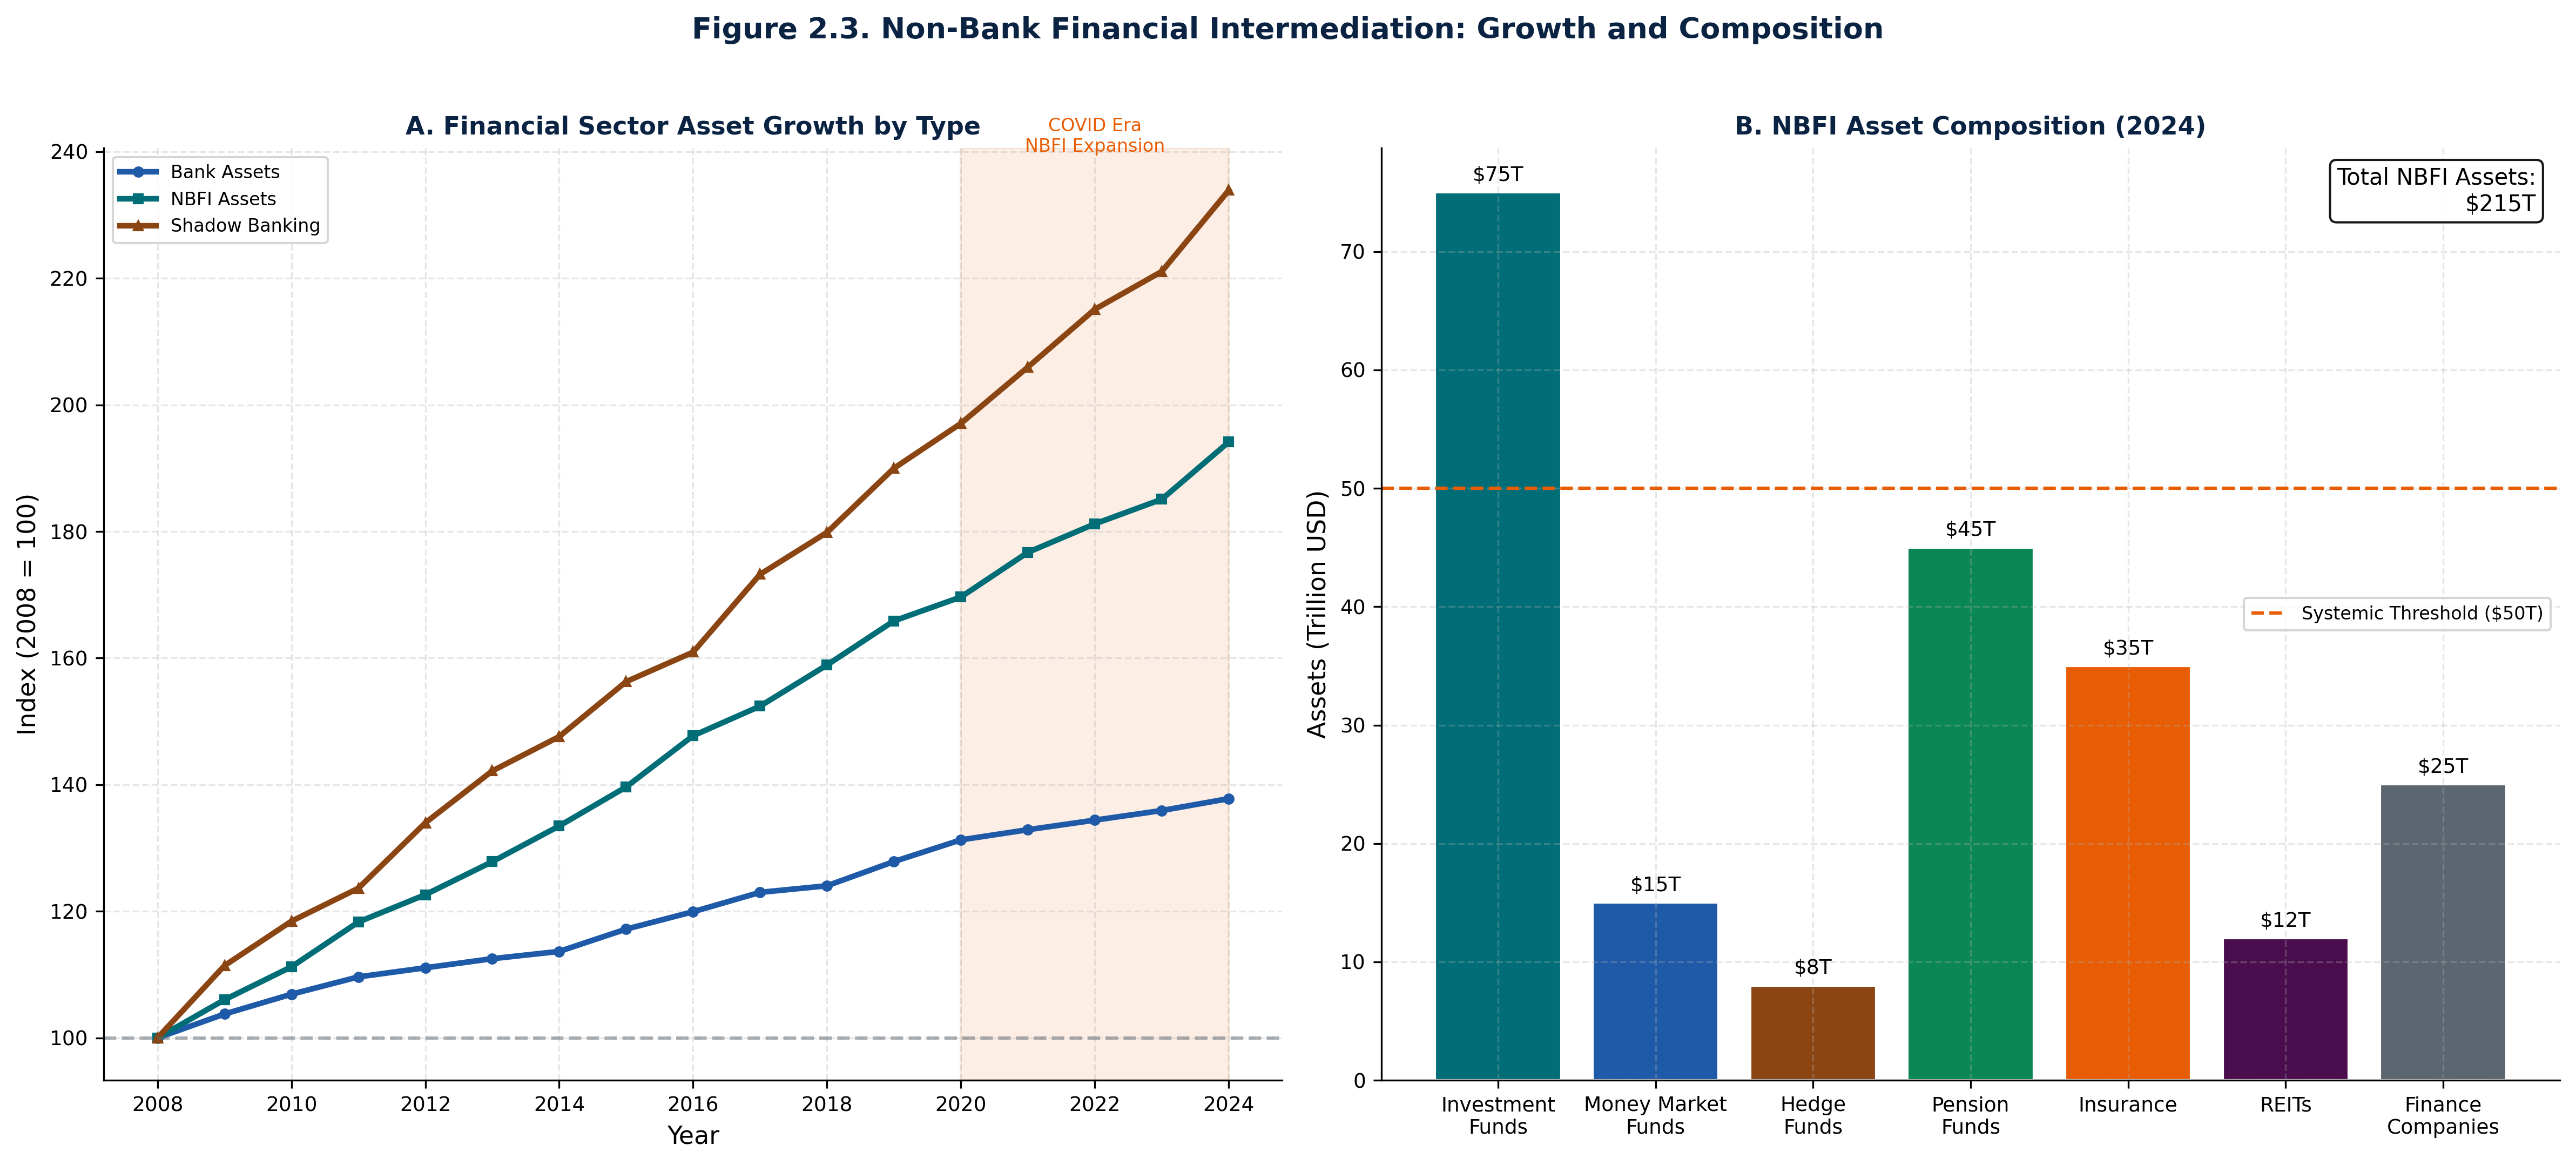 Figure 2.3. Non-Bank Financial Intermediation: Growth and Composition
A. Financial Sector Asset Growth by Type
COVID Era
NBFI Expansion
Bank Assets
NBFI Assets
Shadow Banking
Index (2008 = 100)
240
220
200
180
160
140
120
100
2008 2010 2012 2014 2016 2018 2020 2022 2024
Year
B. NBFI Asset Composition (2024)
Total NBFI Assets:
$215T
Assets (Trillion USD)
70
60
50
40
30
20
10
0
$75T
$15T
$8T
$45T
$35T
$12T
$25T
Systemic Threshold ($50T)
Investment
Funds
Money Market
Funds
Hedge
Funds
Pension
Funds
Insurance
REITs
Finance
Companies